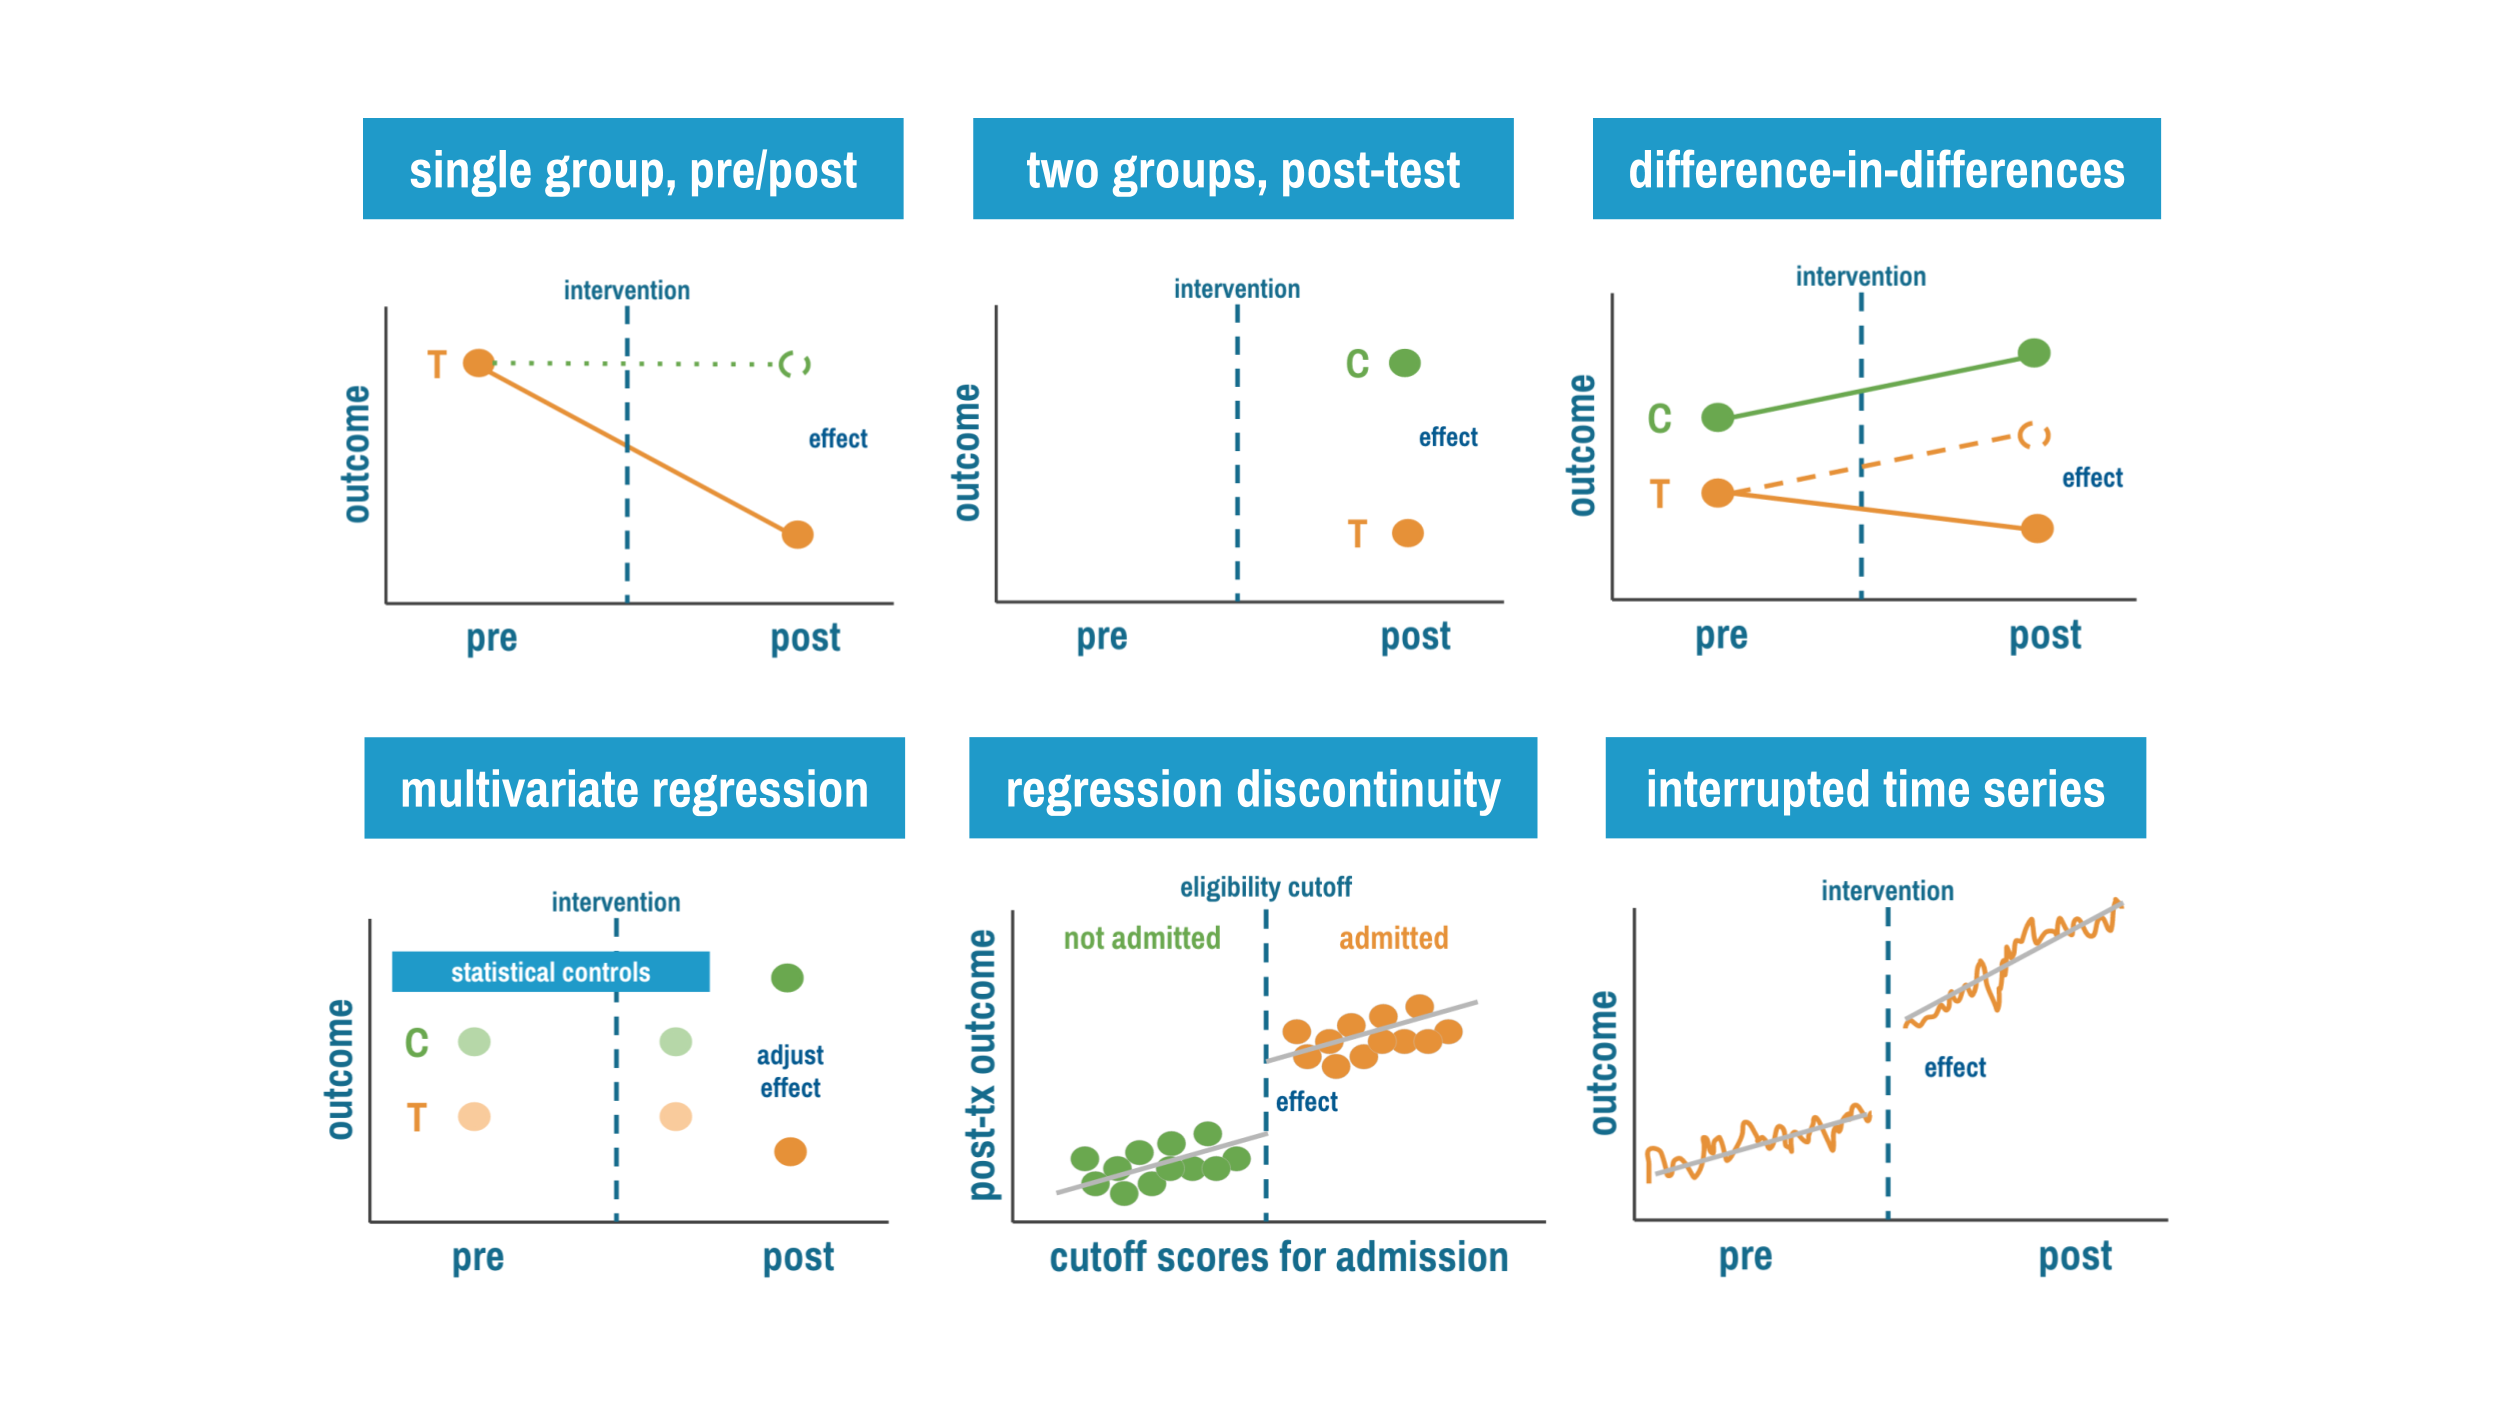 single group, pre/post
two groups, post-test
difference-in-differences
intervention
T
effect
outcome
pre
post
intervention
C
effect
T
outcome
pre
post
intervention
C
T
effect
outcome
pre
post
multivariate regression
regression discontinuity
interrupted time series
intervention
statistical controls
C
T
adjust
effect
outcome
pre
post
eligibility cutoff
not admitted
admitted
effect
post-tx outcome
cutoff scores for admission
intervention
effect
outcome
pre
post